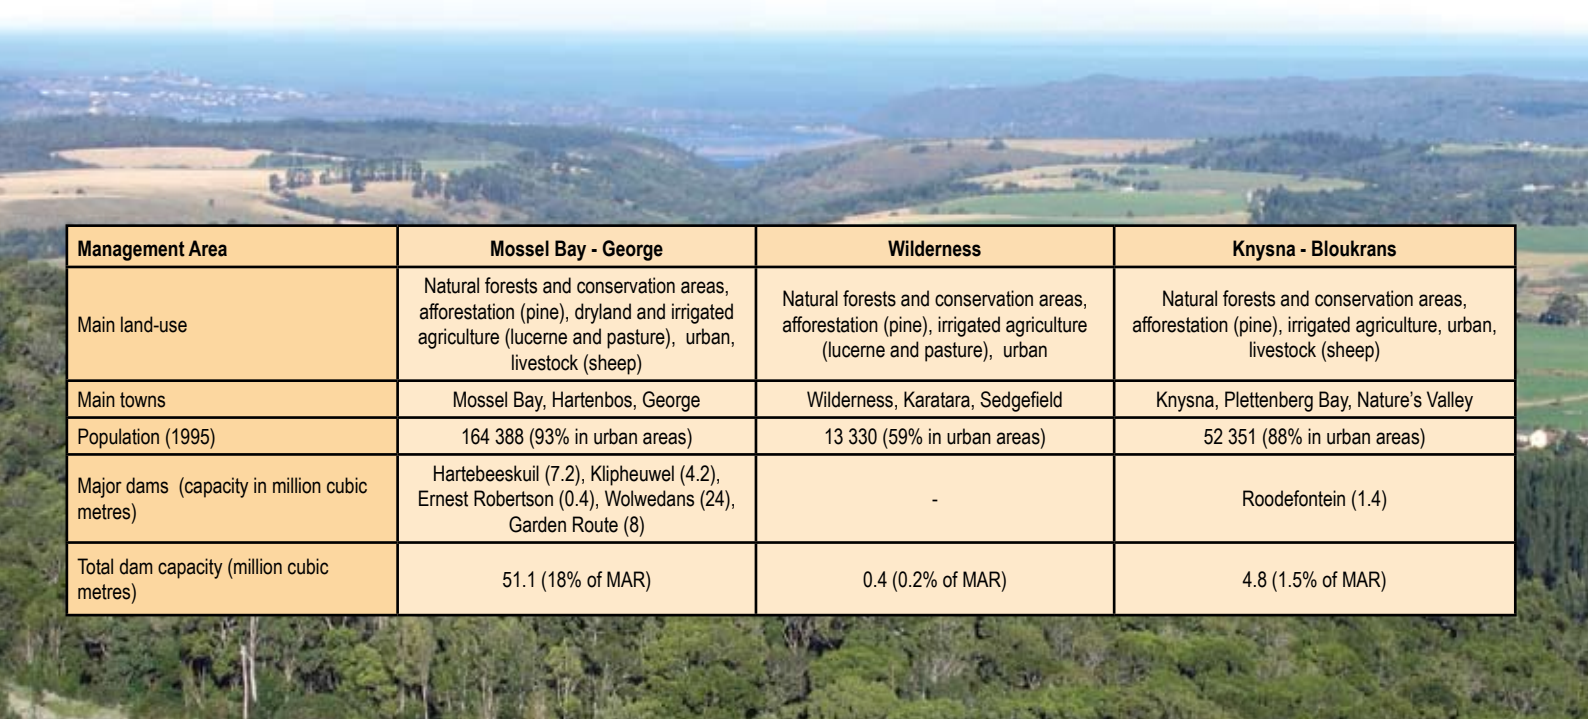 Management Area
Mossel Bay - George
Wilderness
Knysna - Bloukrans
Main land-use
Natural forests and conservation areas,
afforestation (pine), dryland and irrigated
agriculture (lucerne and pasture), urban,
livestock (sheep)
Natural forests and conservation areas,
afforestation (pine), irrigated agriculture
(lucerne and pasture), urban
Natural forests and conservation areas,
afforestation (pine), irrigated agriculture, urban,
livestock (sheep)
Main towns
Mossel Bay, Hartenbos, George
Wilderness, Karatara, Sedgefield
Knysna, Plettenberg Bay, Nature's Valley
Population (1995)
164 388 (93% in urban areas)
13 330 (59% in urban areas)
52 351 (88% in urban areas)
Major dams (capacity in million cubic
metres)
Hartebeeskuil (7.2), Klipheuwel (4.2),
Ernest Robertson (0.4), Wolwedans (24),
Garden Route (8)
-
Roodefontein (1.4)
Total dam capacity (million cubic
metres)
51.1 (18% of MAR)
0.4 (0.2% of MAR)
4.8 (1.5% of MAR)